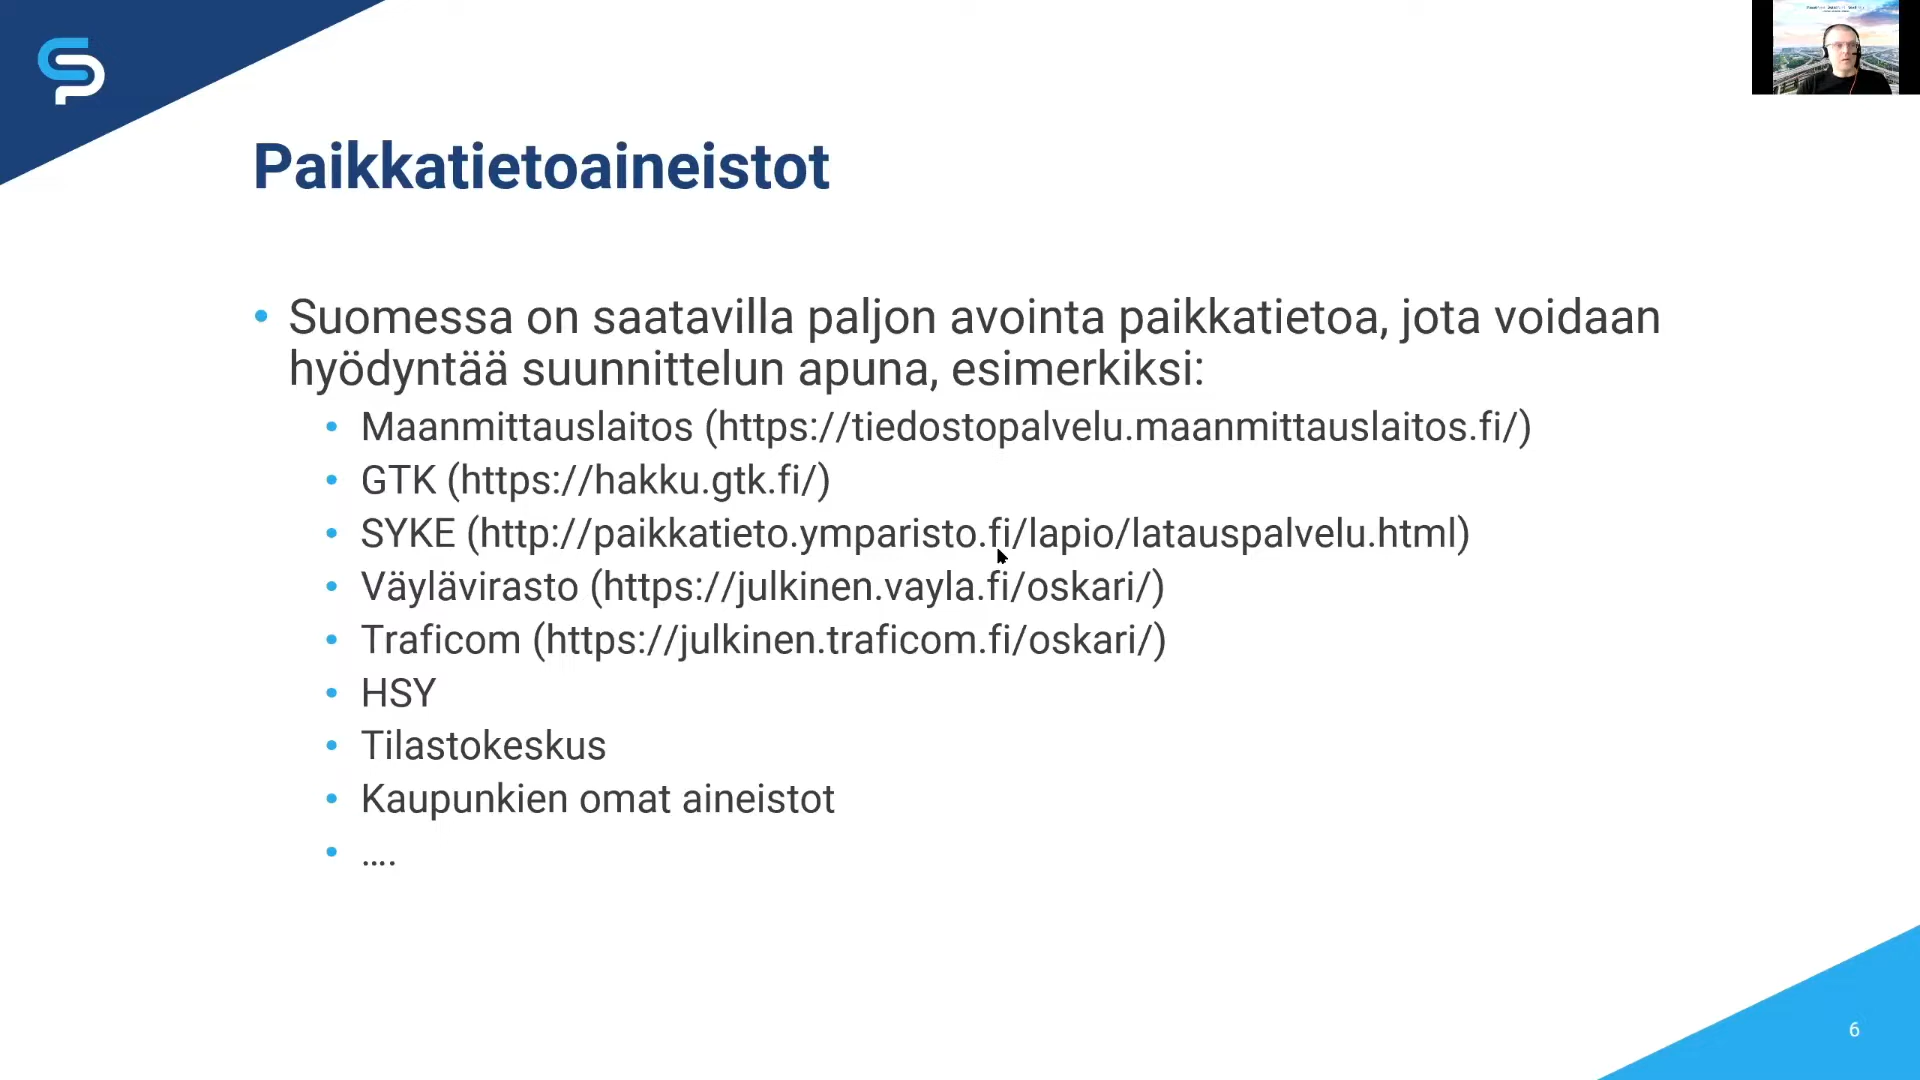 Paikkatietoaineistot
• Suomessa on saatavilla paljon avointa paikkatietoa, jota voidaan
hyödyntää suunnittelun apuna, esimerkiksi:
• Maanmittauslaitos (https://tiedostopalvelu.maanmittauslaitos.fi/)
• GTK (https://hakku.gtk.fi/)
• SYKE (http://paikkatieto.ymparisto.fi/lapio/latauspalvelu.html)
• Väylävirasto (https://julkinen.vayla.fi/oskari/)
• Traficom (https://julkinen.traficom.fi/oskari/)
• HSY
• Tilastokeskus
• Kaupunkien omat aineistot
• ....
6